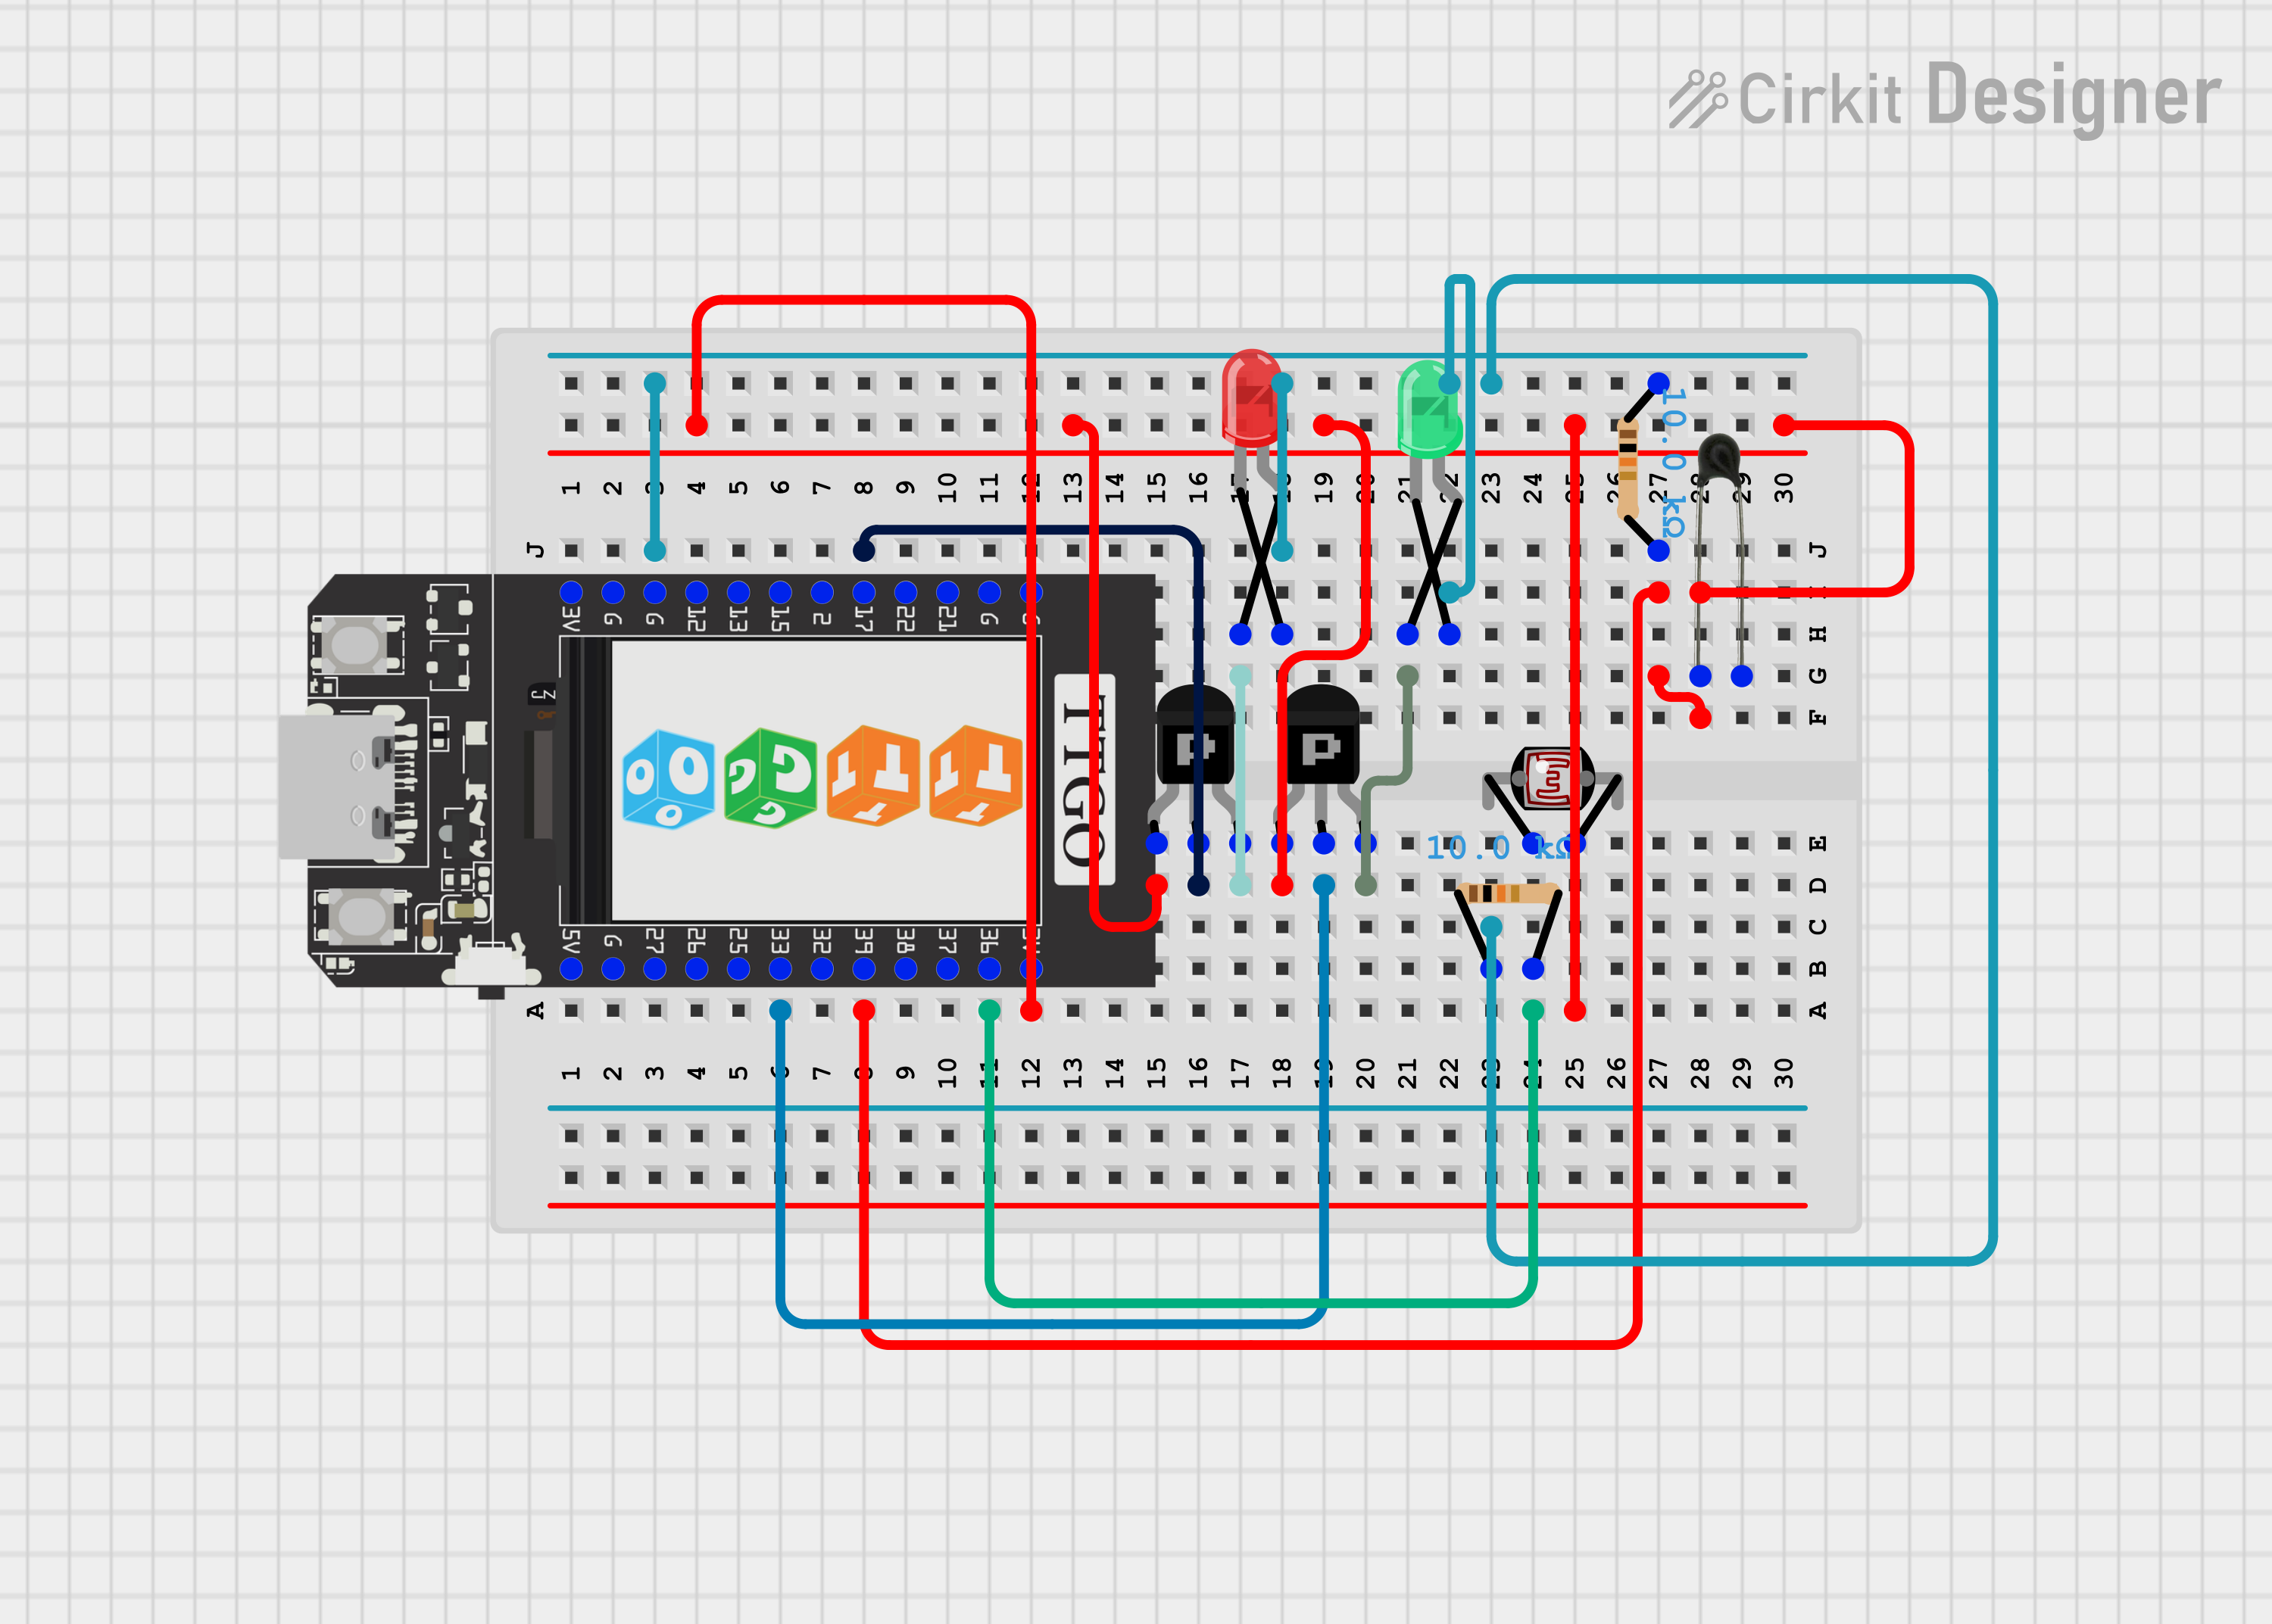 Cirkit Designer
1 2 3 4 5 6 7 8 9 10 11 12 13 14 15 16 17 18 19 20 21 22 23 24 25 26 27 28 29 30
10.0 kΩ
J J
I
H
G
F
3V G G 12 13 15 2 17 22 21 G G
TTGO
E
10.0 kΩ
D
C
5V G 27 26 25 33 32 39 38 37 36 3V
B
A A
1 2 3 4 5 6 7 8 9 10 11 12 13 14 15 16 17 18 19 20 21 22 23 24 25 26 27 28 29 30